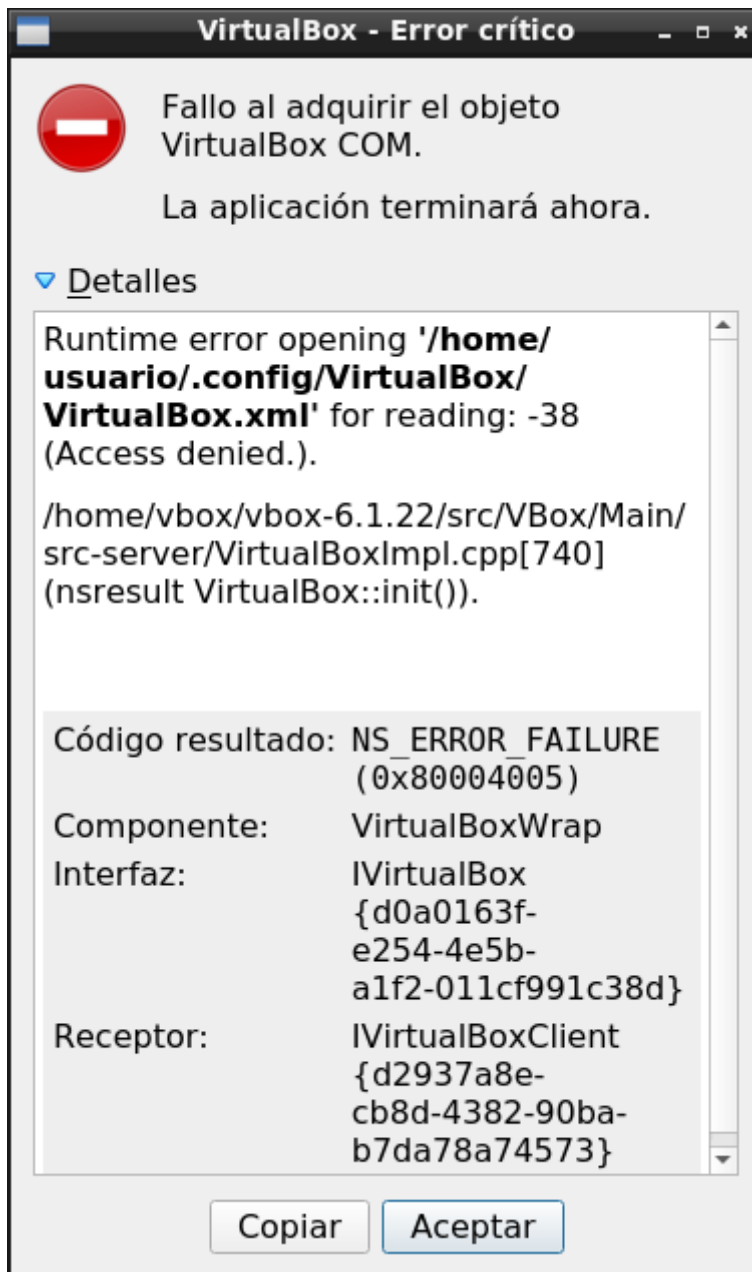 VirtualBox - Error crítico
Fallo al adquirir el objeto
VirtualBox COM.
La aplicación terminará ahora.
Detalles
Runtime error opening '/home/
usuario/.config/VirtualBox/
VirtualBox.xml' for reading: -38
(Access denied.).
/home/vbox/vbox-6.1.22/src/VBox/Main/
src-server/VirtualBoxImpl.cpp[740]
(nsresult VirtualBox::init()).
Código resultado: NS_ERROR_FAILURE
(0x80004005)
Componente: VirtualBoxWrap
Interfaz: IVirtualBox
{d0a0163f-
e254-4e5b-
a1f2-011cf991c38d}
Receptor: IVirtualBoxClient
{d2937a8e-
cb8d-4382-90ba-
b7da78a74573}
Copiar Aceptar